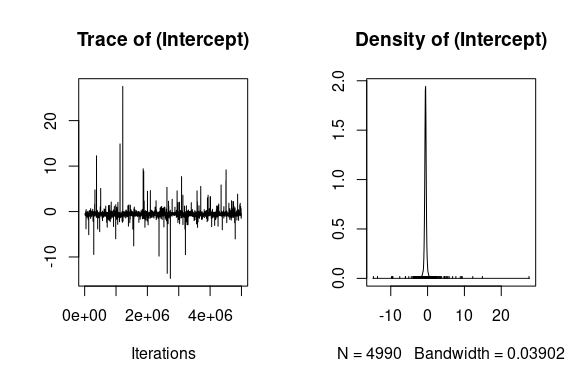 Trace of (Intercept)
20
10
0
-10
0e+00 2e+06 4e+06
Iterations
Density of (Intercept)
2.0
1.5
1.0
0.5
0.0
-10 0 10 20
N = 4990 Bandwidth = 0.03902